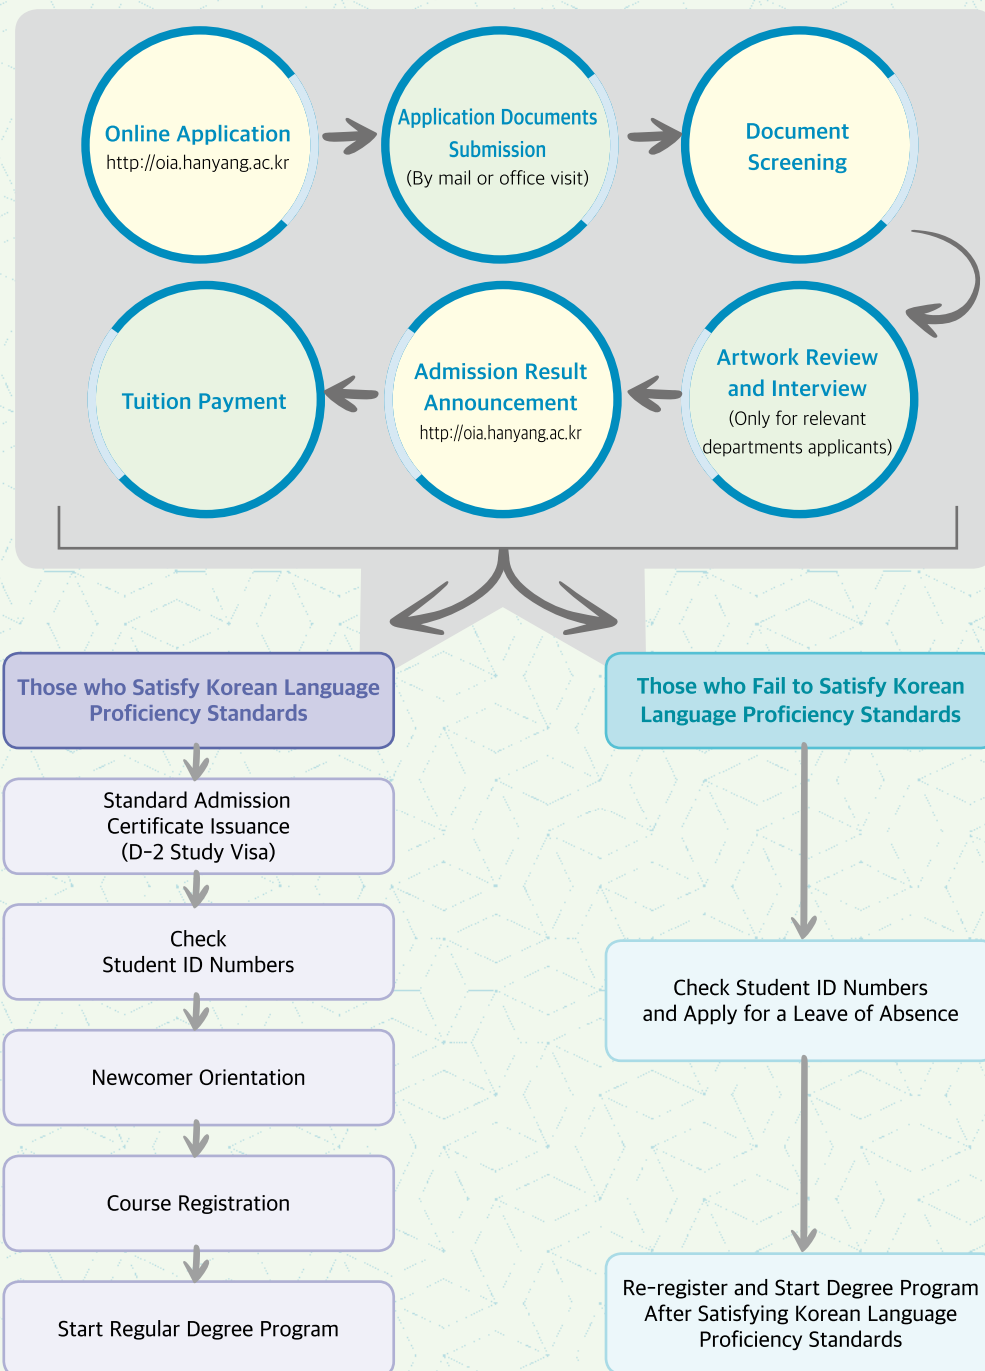 Online Application
http://oia.hanyang.ac.kr
Application Documents
Submission
(By mail or office visit)
Document
Screening
Artwork Review
and Interview
(Only for relevant
departments applicants)
Admission Result
Announcement
http://oia.hanyang.ac.kr
Tuition Payment
Those who Satisfy Korean Language
Proficiency Standards
Standard Admission
Certificate Issuance
(D-2 Study Visa)
Check
Student ID Numbers
Newcomer Orientation
Course Registration
Start Regular Degree Program
Those who Fail to Satisfy Korean
Language Proficiency Standards
Check Student ID Numbers
and Apply for a Leave of Absence
Re-register and Start Degree Program
After Satisfying Korean Language
Proficiency Standards